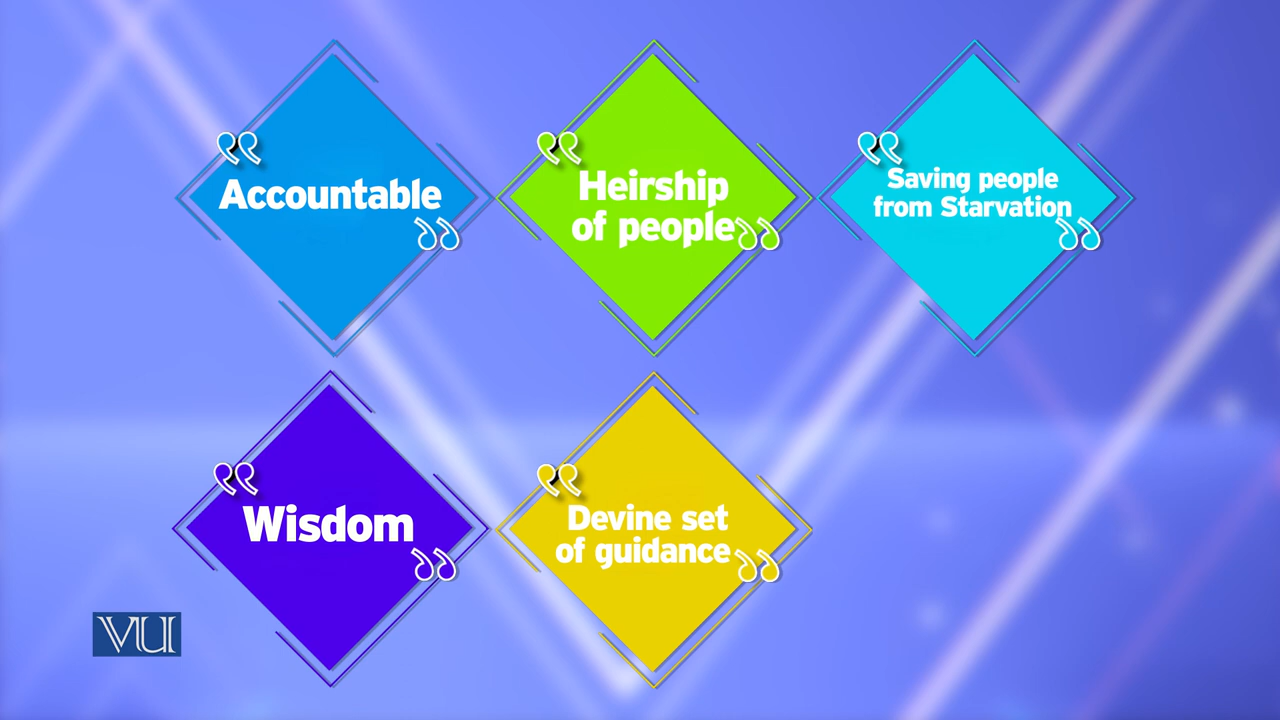 Accountable
Heirship
of people
Saving people
from Starvation
Wisdom
Devine set
of guidance
VU